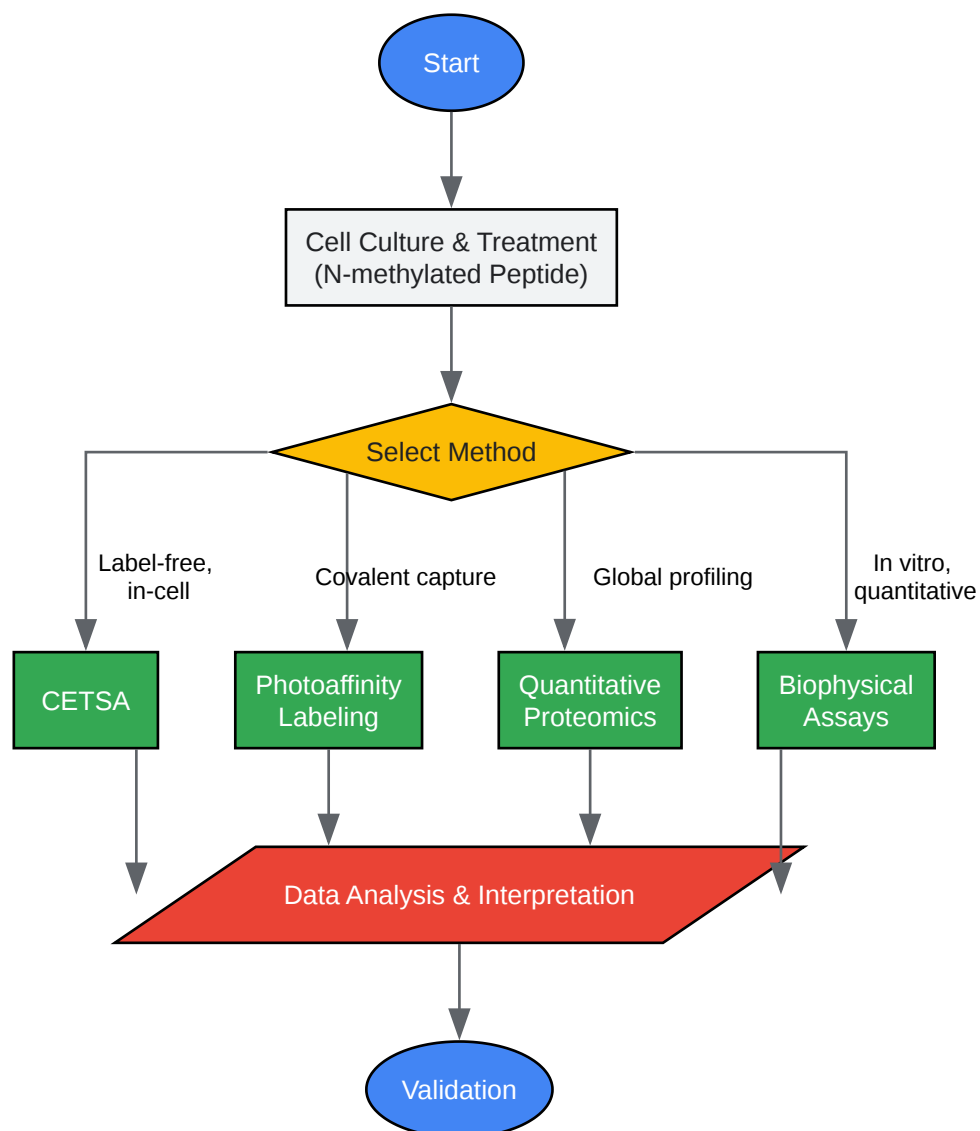 Start
Cell Culture & Treatment
(N-methylated Peptide)
Select Method
Label-free,
in-cell
Covalent capture
Global profiling
In vitro,
quantitative
CETSA
Photoaffinity
Labeling
Quantitative
Proteomics
Biophysical
Assays
Data Analysis & Interpretation
Validation